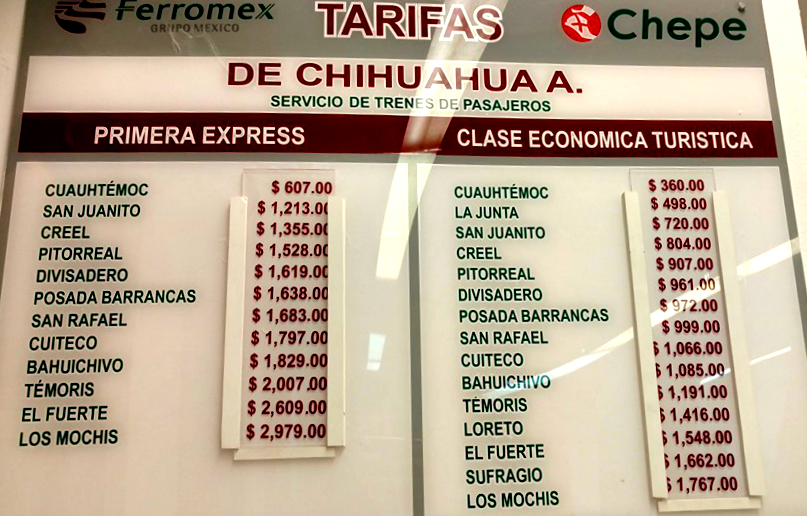 Ferromex
GRUPO MEXICO
TARIFAS
Chepe
DE CHIHUAHUA A.
SERVICIO DE TRENES DE PASAJEROS
PRIMERA EXPRESS
CUAUHTÉMOC $ 607.00
SAN JUANITO $ 1,213.00
CREEL $ 1,355.00
PITORREAL $ 1,528.00
DIVISADERO $ 1,619.00
POSADA BARRANCAS $ 1,638.00
SAN RAFAEL $ 1,683.00
CUITECO $ 1,797.00
BAHUICHIVO $ 1,829.00
TÉMORIS $ 2,007.00
EL FUERTE $ 2,609.00
LOS MOCHIS $ 2,979.00
CLASE ECONOMICA TURISTICA
CUAUHTÉMOC $ 360.00
LA JUNTA $ 498.00
SAN JUANITO $ 720.00
CREEL $ 804.00
PITORREAL $ 907.00
DIVISADERO $ 961.00
POSADA BARRANCAS $ 972.00
SAN RAFAEL $ 999.00
CUITECO $ 1,066.00
BAHUICHIVO $ 1,085.00
TÉMORIS $ 1,191.00
LORETO $ 1,416.00
EL FUERTE $ 1,548.00
SUFRAGIO $ 1,662.00
LOS MOCHIS $ 1,767.00